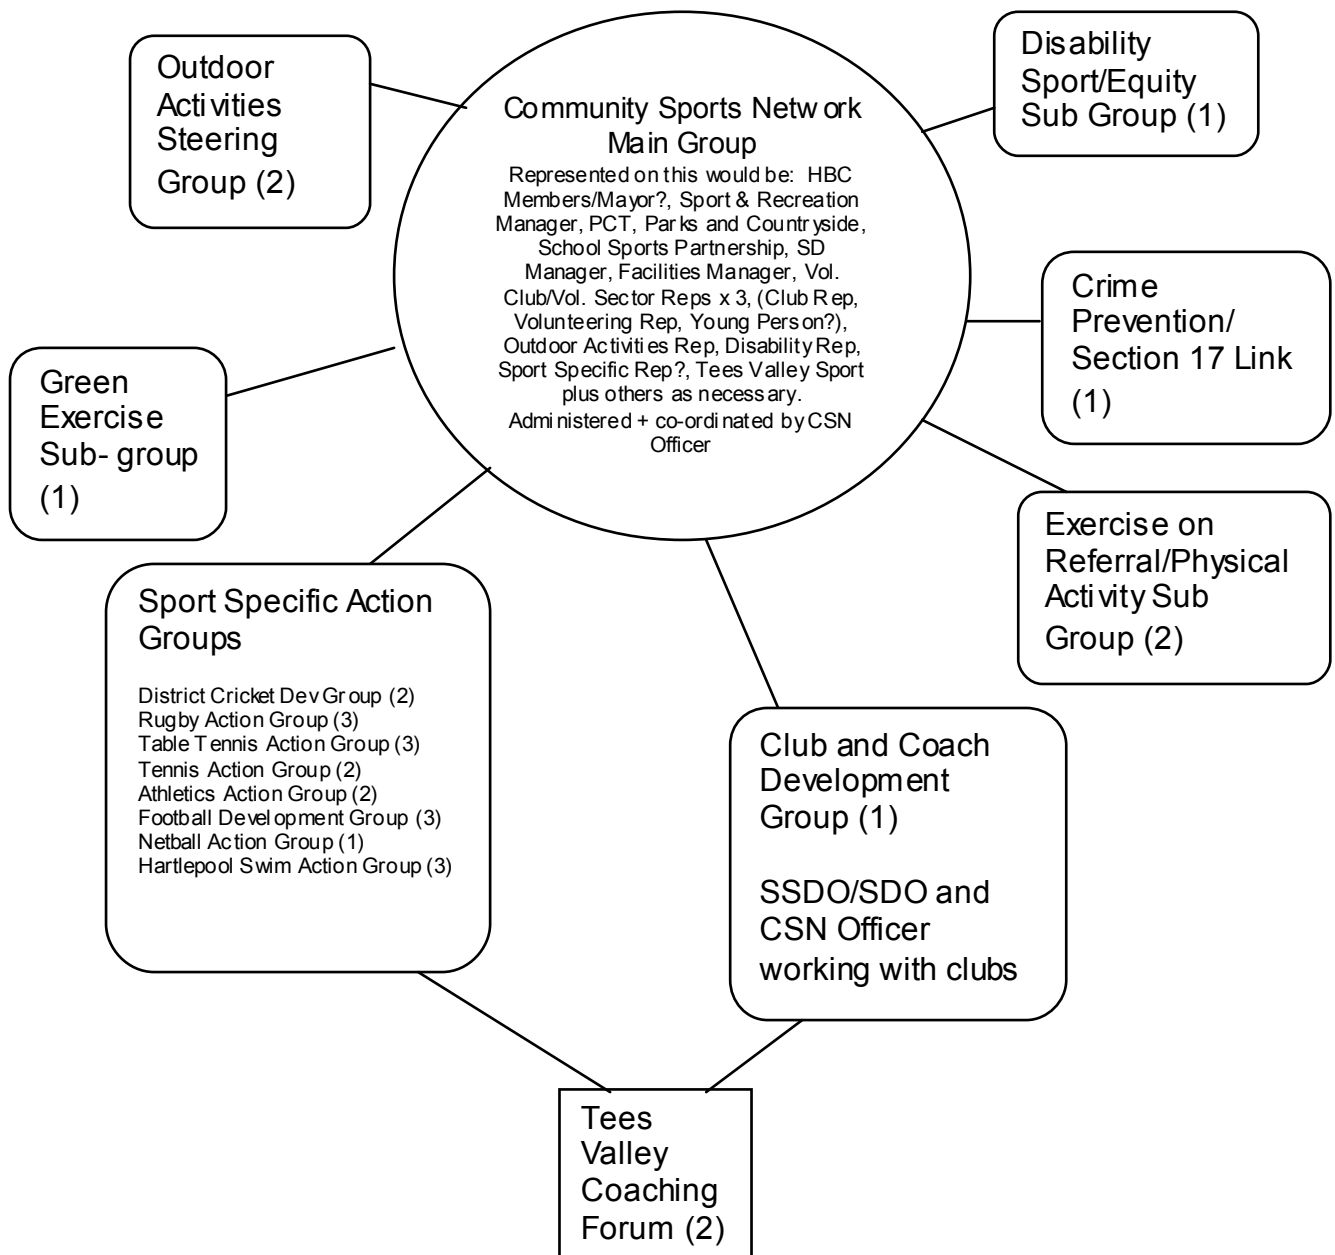 Outdoor
Activities
Steering
Group (2)
Disability
Sport/Equity
Sub Group (1)
Community Sports Network
Main Group
Represented on this would be: HBC
Members/Mayor?, Sport & Recreation
Manager, PCT, Parks and Countryside,
School Sports Partnership, SD
Manager, Facilities Manager, Vol.
Club/Vol. Sector Reps x 3, (Club Rep,
Volunteering Rep, Young Person?),
Outdoor Activities Rep, Disability Rep,
Sport Specific Rep?, Tees Valley Sport
plus others as necessary.
Administered + co-ordinated by CSN
Officer
Crime
Prevention/
Section 17 Link
(1)
Green
Exercise
Sub- group
(1)
Exercise on
Referral/Physical
Activity Sub
Group (2)
Sport Specific Action
Groups
District Cricket Dev Group (2)
Rugby Action Group (3)
Table Tennis Action Group (3)
Tennis Action Group (2)
Athletics Action Group (2)
Football Development Group (3)
Netball Action Group (1)
Hartlepool Swim Action Group (3)
Club and Coach
Development
Group (1)
SSDO/SDO and
CSN Officer
working with clubs
Tees
Valley
Coaching
Forum (2)